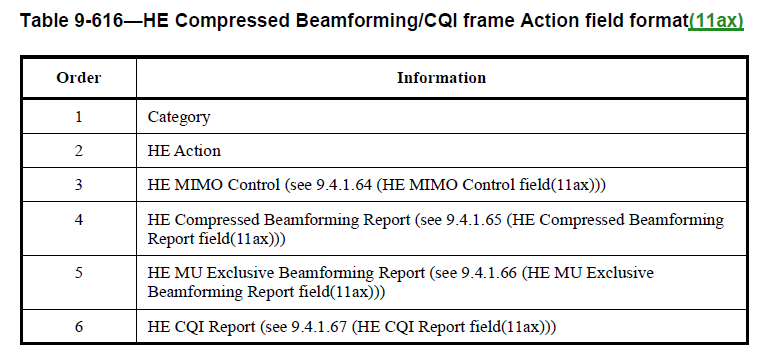 Table 9-616—HE Compressed Beamforming/CQI frame Action field format(11ax)
Order Information
1 Category
2 HE Action
3 HE MIMO Control (see 9.4.1.64 (HE MIMO Control field(11ax)))
4 HE Compressed Beamforming Report (see 9.4.1.65 (HE Compressed Beamforming
Report field(11ax)))
5 HE MU Exclusive Beamforming Report (see 9.4.1.66 (HE MU Exclusive
Beamforming Report field(11ax)))
6 HE CQI Report (see 9.4.1.67 (HE CQI Report field(11ax)))